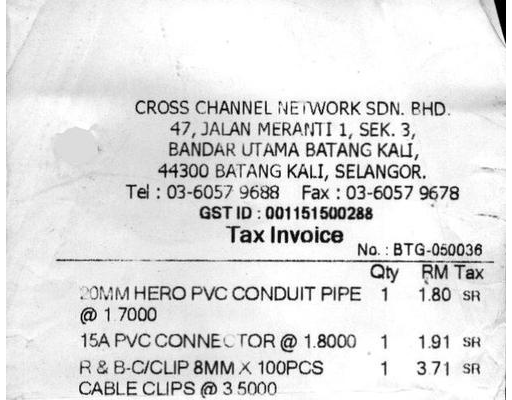 CROSS CHANNEL NETWORK SDN. BHD.
47, JALAN MERANTI 1, SEK. 3,
BANDAR UTAMA BATANG KALI,
44300 BATANG KALI, SELANGOR.
Tel : 03-6057 9688 Fax : 03-6057 9678
GST ID : 001151500288
Tax Invoice
No. : BTG-050036
Qty RM Tax
20MM HERO PVC CONDUIT PIPE 1 1.80 SR
@ 1.7000
15A PVC CONNECTOR @ 1.8000 1 1.91 SR
R & B-C/CLIP 8MM X 100PCS 1 3.71 SR
CABLE CLIPS @ 3.5000